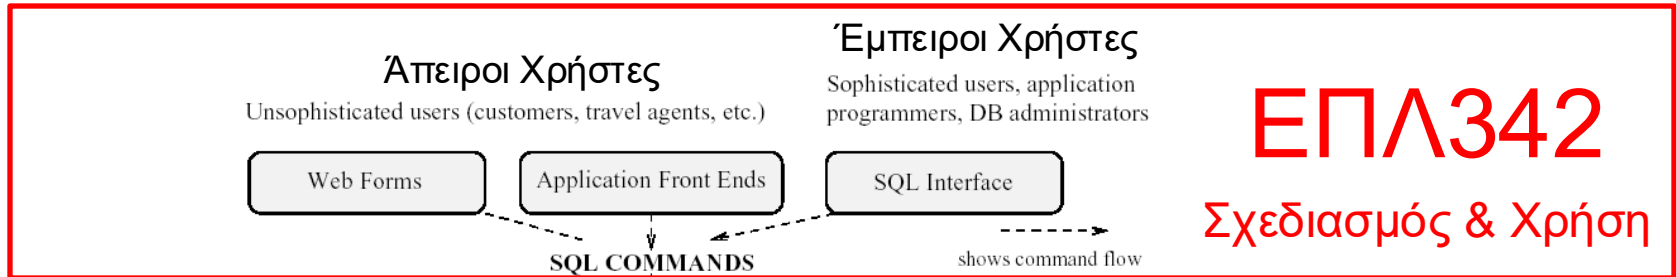 Άπειροι Χρήστες
Unsophisticated users (customers, travel agents, etc.)
Έμπειροι Χρήστες
Sophisticated users, application
programmers, DB administrators
Web Forms
Application Front Ends
SQL Interface
SQL COMMANDS
shows command flow
ΕΠΛ342
Σχεδιασμός & Χρήση